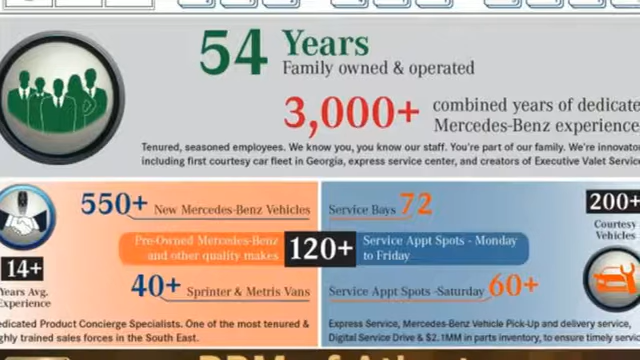 54 Years
Family owned & operated
3,000+ combined years of dedicate
Mercedes-Benz experience
Tenured, seasoned employees. We know you, you know our staff. You're part of our family. We're innovator
including first courtesy car fleet in Georgia, express service center, and creators of Executive Valet Service
550+ New Mercedes-Benz Vehicles
Service Bays 72
200+
Courtesy
Vehicles
Pre-Owned Mercedes-Benz
and other quality makes
120+
Service Appt Spots - Monday
to Friday
14+
Years Avg.
Experience
40+ Sprinter & Metris Vans
Service Appt Spots -Saturday 60+
edicated Product Concierge Specialists. One of the most tenured &
ghly trained sales forces in the South East.
Express Service, Mercedes-Benz Vehicle Pick-Up and delivery service,
Digital Service Drive & $2.1MM in parts inventory, to ensure timely servic